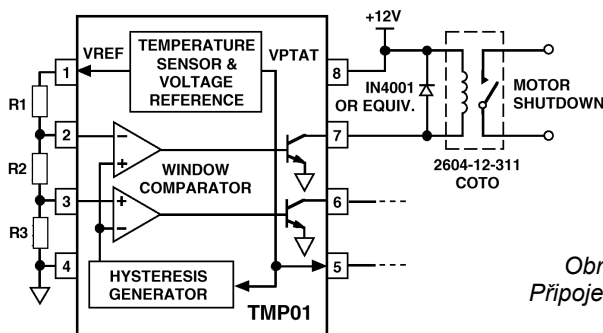 +12V
VREF
TEMPERATURE
SENSOR &
VOLTAGE
REFERENCE
VPTAT
1
8
R1
IN4001
OR EQUIV.
MOTOR
SHUTDOWN
2
7
2604-12-311
COTO
R2
WINDOW
COMPARATOR
3
6
R3
4
5
HYSTERESIS
GENERATOR
TMP01
Obr
Připoje